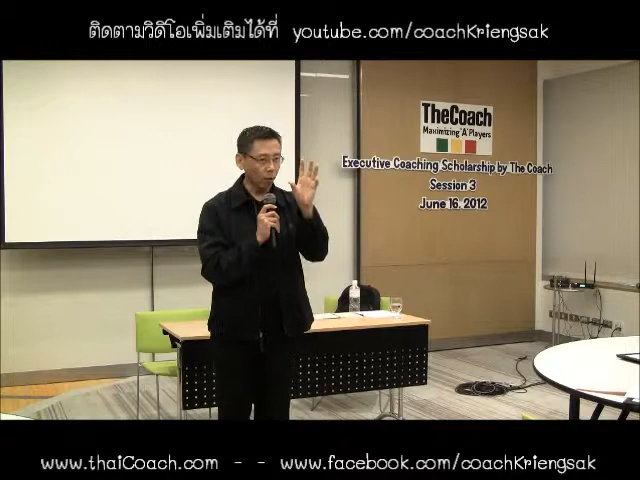 ติดตามวิดิโอเพิ่มเติมได้ที่ youtube.com/coachKriengsak
TheCoach
Maximizing 'A' Players
Executive Coaching Scholarship by The Coach
Session 3
June 16, 2012
www.thaiCoach.com - - www.facebook.com/coachKriengsak